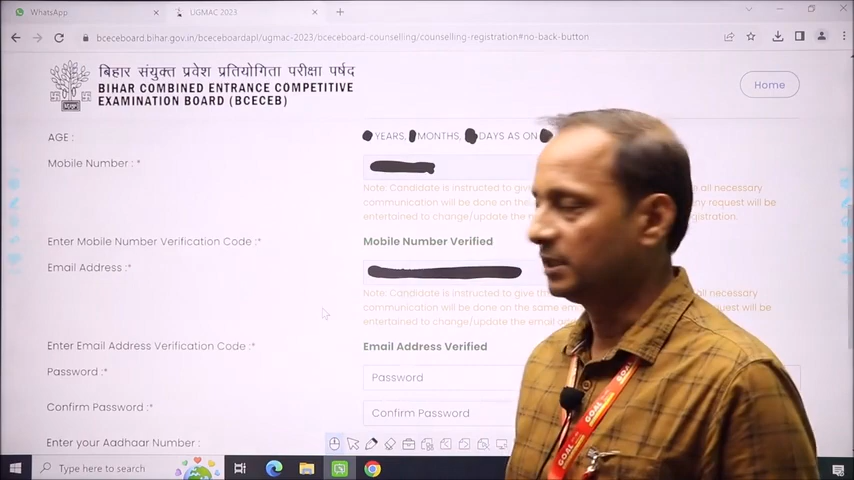 WhatsApp
UGMAC 2023
bceceboard.bihar.gov.in/bceceboardapl/ugmac-2023/bceceboard-counselling/counselling-registration#no-back-button
बिहार संयुक्त प्रवेश प्रतियोगिता परीक्षा पर्षद
BIHAR COMBINED ENTRANCE COMPETITIVE
EXAMINATION BOARD (BCECEB)
Home
AGE :
YEARS, MONTHS, DAYS AS ON
Mobile Number : *
Note: Candidate is instructed to give all necessary
communication will be done on the any request will be
entertained to change/update the registration.
Enter Mobile Number Verification Code :*
Mobile Number Verified
Email Address :*
Note: Candidate is instructed to give all necessary
communication will be done on the same request will be
entertained to change/update the email
Enter Email Address Verification Code :*
Email Address Verified
Password :*
Password
Confirm Password :*
Confirm Password
Enter your Aadhaar Number :
Type here to search
GOAL
GOAL